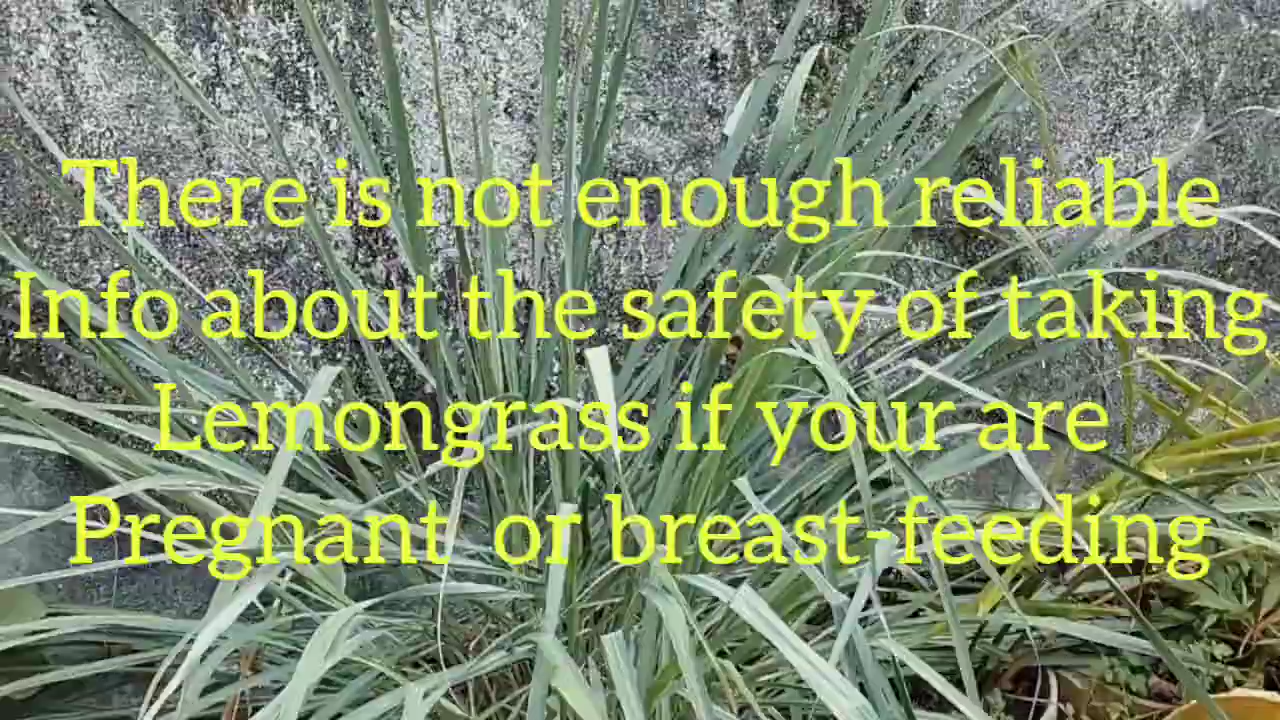 There is not enough reliable
Info about the safety of taking
Lemongrass if your are
Pregnant or breast-feeding